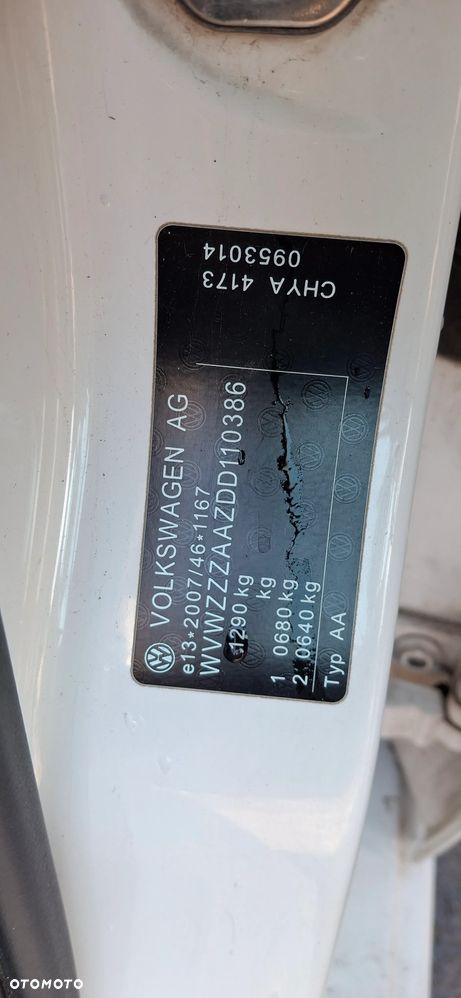 VOLKSWAGEN AG
e13*2007/46*1167
WVWZZZAAZDD110386
1290 kg
kg
1 0680 kg
2 0640 kg
Typ AA
CHYA 4173
0953014
OTOMOTO